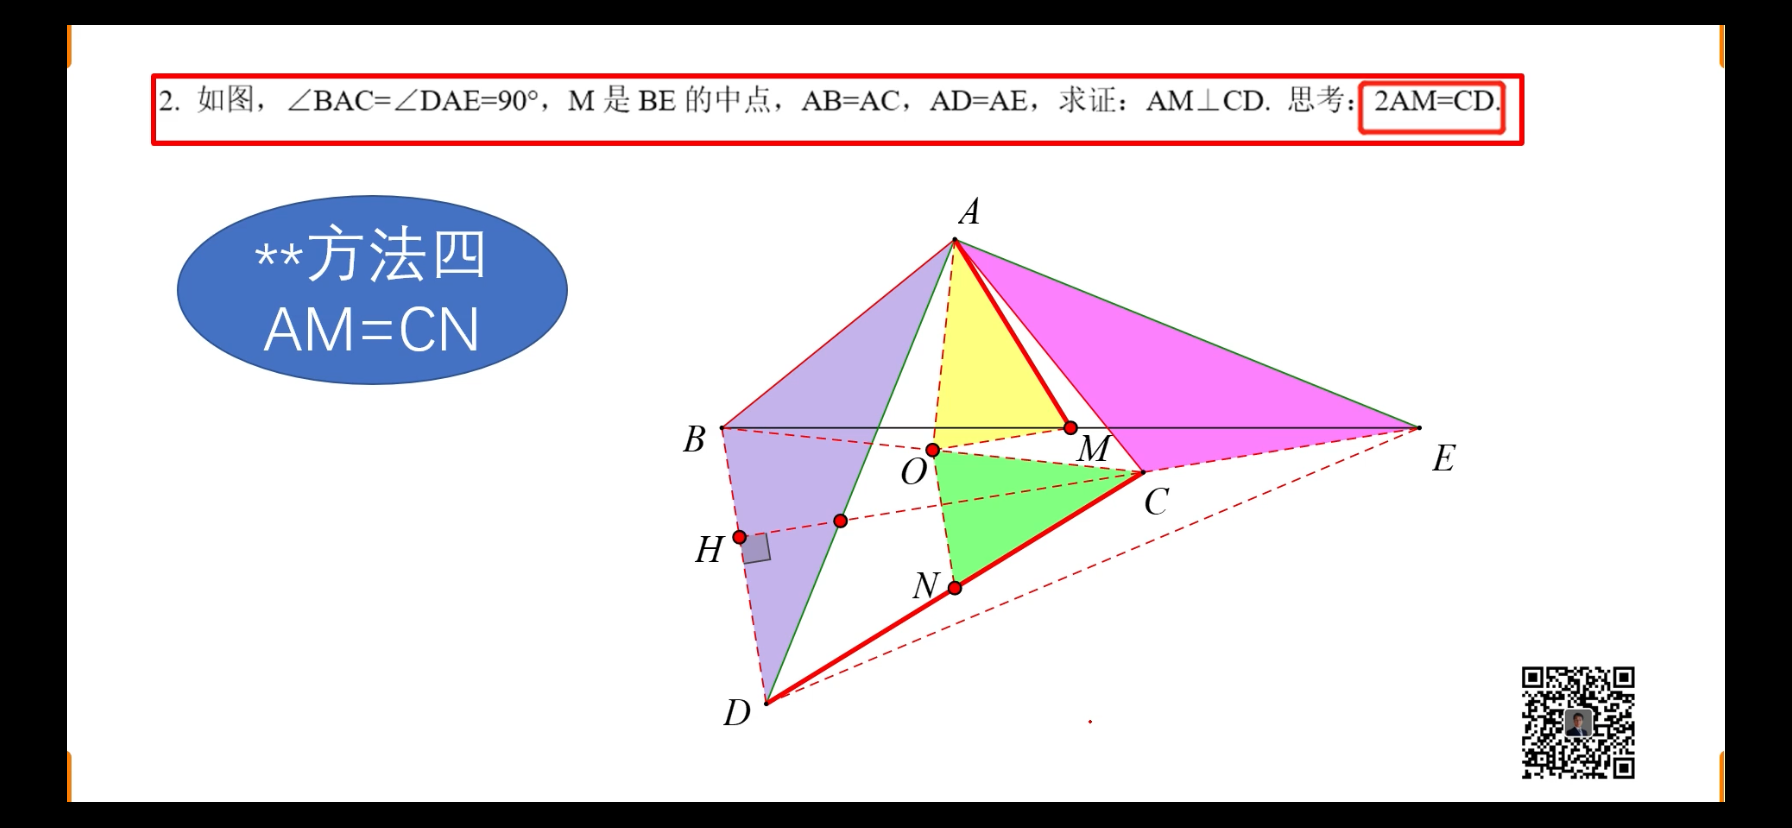 2. 如图，∠BAC=∠DAE=90°，M 是 BE 的中点，AB=AC，AD=AE，求证：AM⊥CD. 思考：2AM=CD.
**方法四
AM=CN
A
B
M
E
O
C
H
N
D